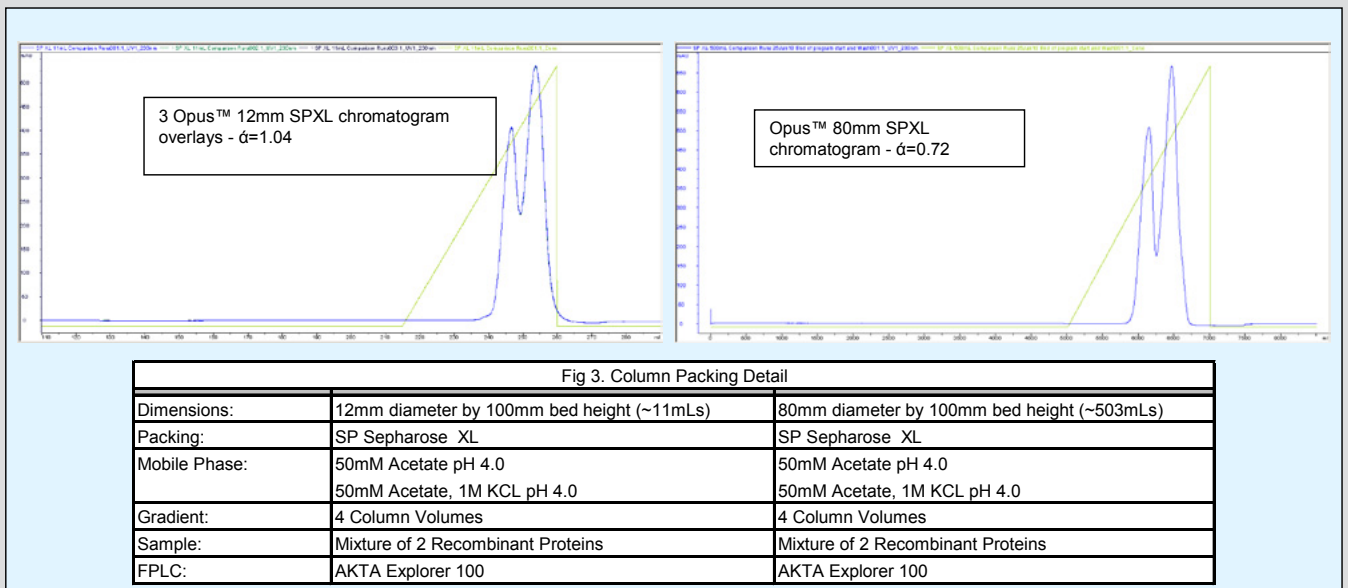 3 Opus™ 12mm SPXL chromatogram
overlays - ά=1.04
Opus™ 80mm SPXL
chromatogram - ά=0.72
Fig 3. Column Packing Detail
Dimensions: 12mm diameter by 100mm bed height (~11mLs) 80mm diameter by 100mm bed height (~503mLs)
Packing: SP Sepharose XL SP Sepharose XL
Mobile Phase: 50mM Acetate pH 4.0 50mM Acetate pH 4.0
50mM Acetate, 1M KCL pH 4.0 50mM Acetate, 1M KCL pH 4.0
Gradient: 4 Column Volumes 4 Column Volumes
Sample: Mixture of 2 Recombinant Proteins Mixture of 2 Recombinant Proteins
FPLC: AKTA Explorer 100 AKTA Explorer 100